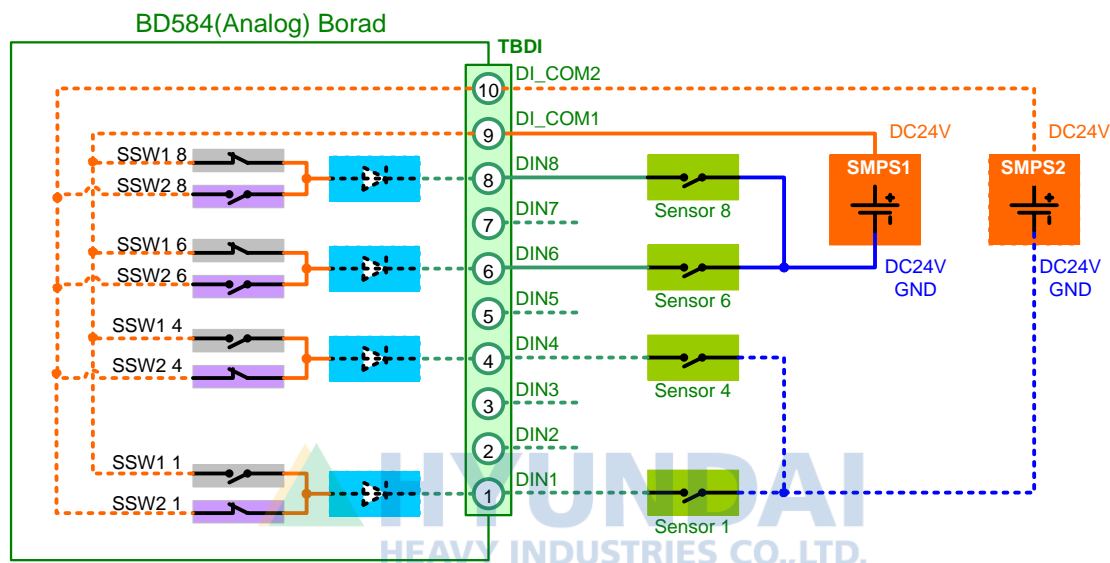 BD584(Analog) Borad
TBDI
10 DI_COM2
9 DI_COM1
DC24V
DC24V
SSW1 8
SSW2 8
8 DIN8
Sensor 8
SMPS1
+
SMPS2
+
7 DIN7
SSW1 6
SSW2 6
6 DIN6
Sensor 6
DC24V
GND
DC24V
GND
5 DIN5
SSW1 4
SSW2 4
4 DIN4
Sensor 4
3 DIN3
2 DIN2
SSW1 1
SSW2 1
1 DIN1
Sensor 1
HYUNDAI
HEAVY INDUSTRIES CO.,LTD.